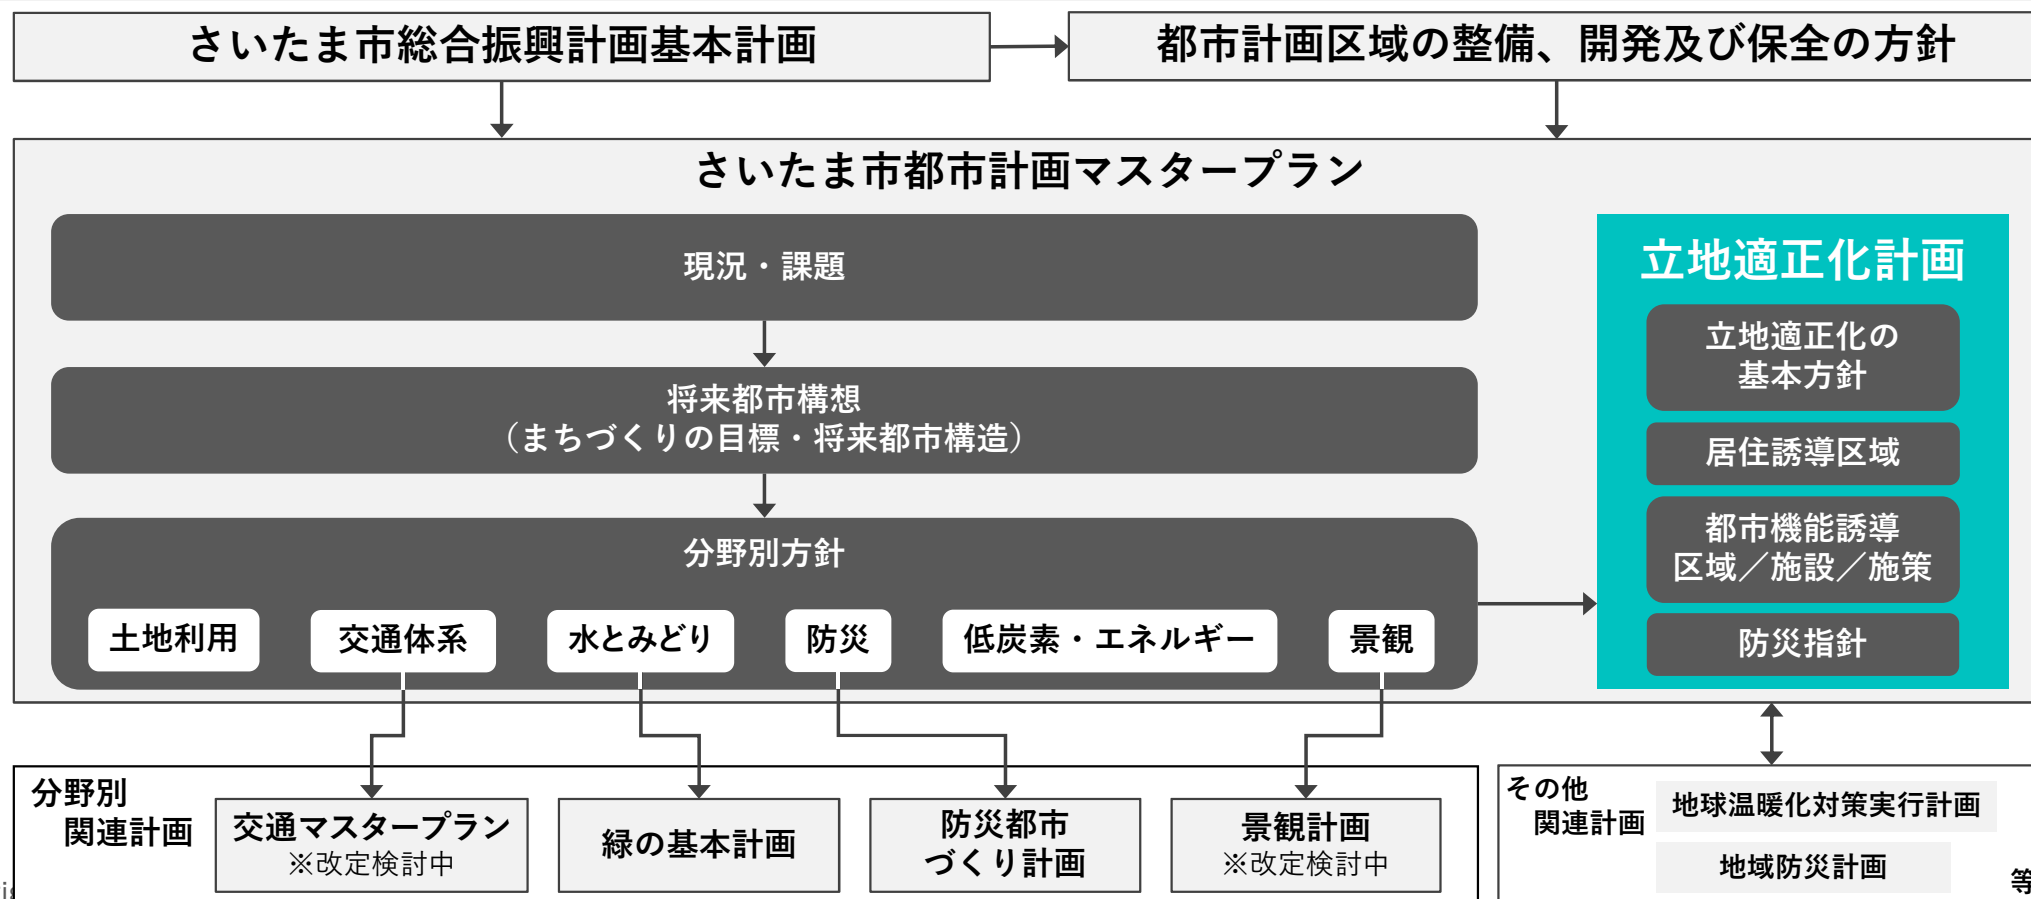 さいたま市総合振興計画基本計画
都市計画区域の整備、開発及び保全の方針
さいたま市都市計画マスタープラン
現況・課題
将来都市構想
（まちづくりの目標・将来都市構造）
分野別方針
土地利用
交通体系
水とみどり
防災
低炭素・エネルギー
景観
立地適正化計画
立地適正化の
基本方針
居住誘導区域
都市機能誘導
区域／施設／施策
防災指針
分野別
関連計画
交通マスタープラン
※改定検討中
緑の基本計画
防災都市
づくり計画
景観計画
※改定検討中
その他
関連計画
地球温暖化対策実行計画
地域防災計画
等